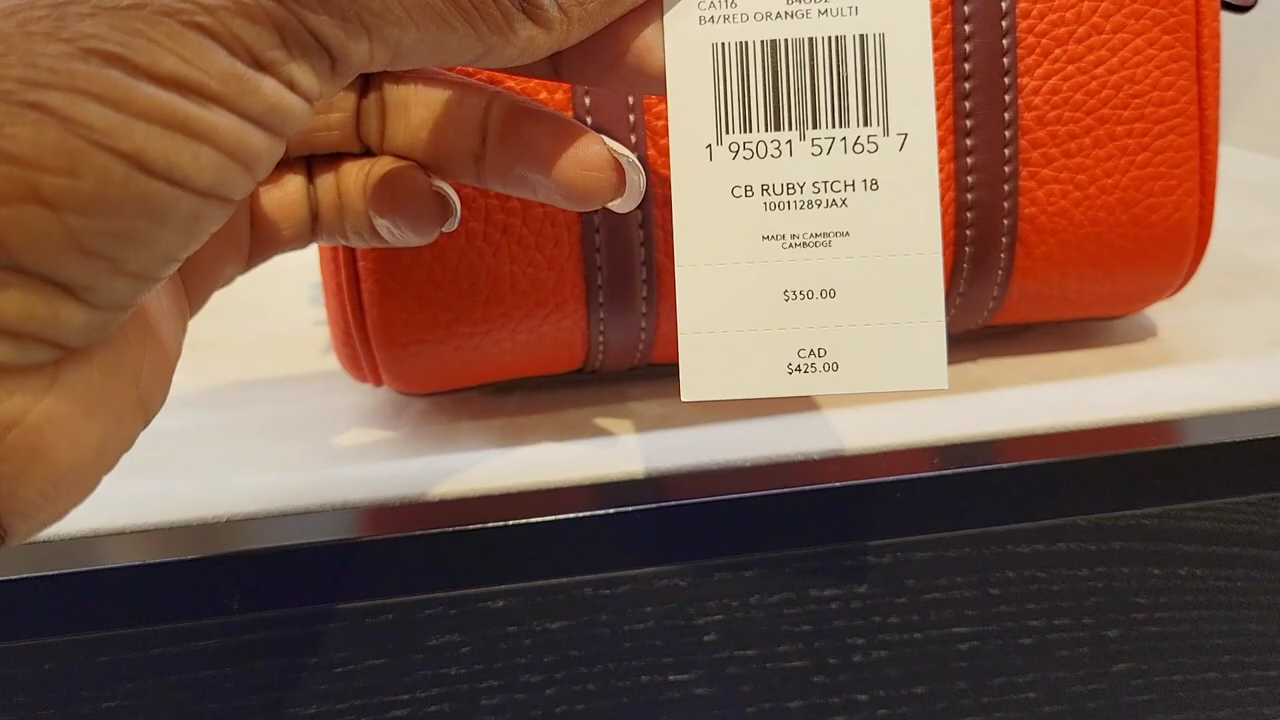 CA116 B4OD2
B4/RED ORANGE MULTI
1 95031 57165 7
CB RUBY STCH 18
10011289JAX
MADE IN CAMBODIA
CAMBODGE
$350.00
CAD
$425.00